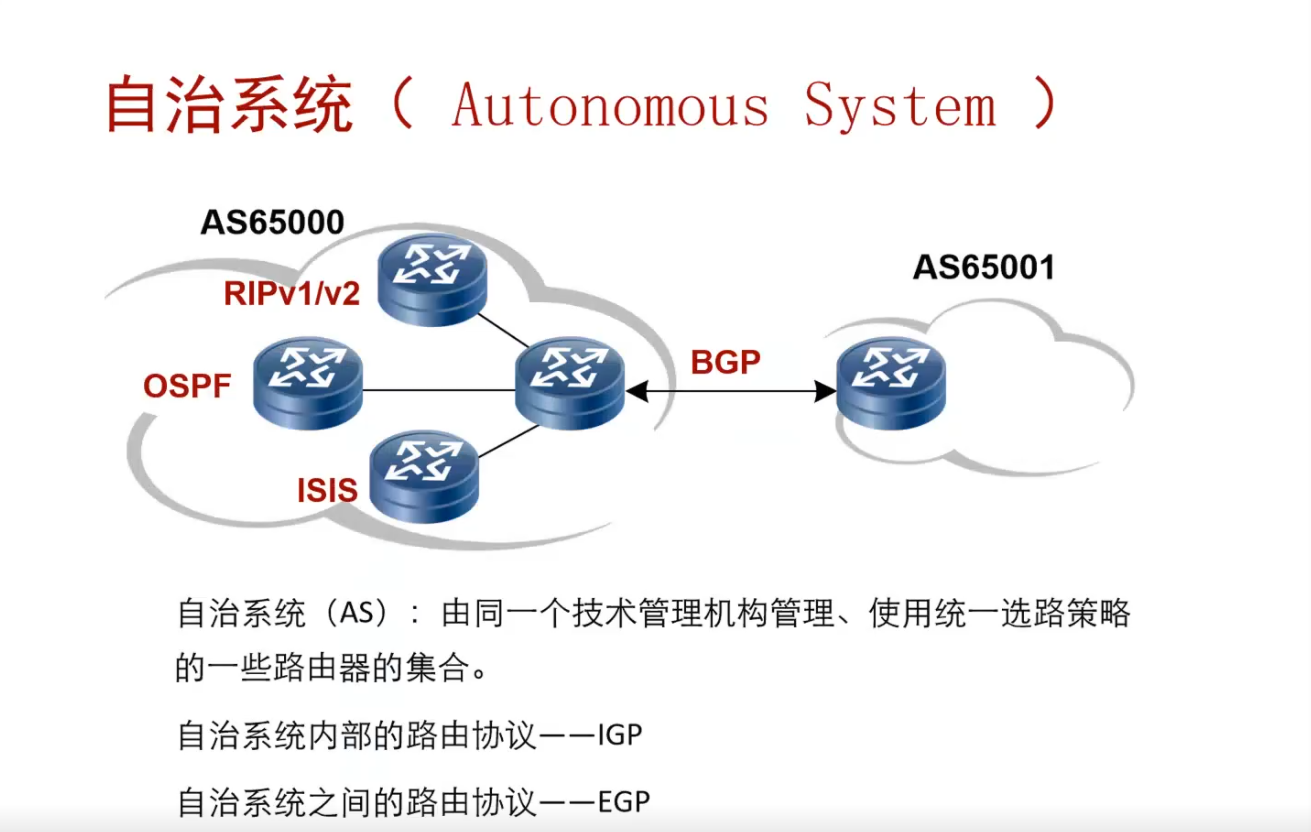 自治系统（ Autonomous System ）
AS65000
AS65001
RIPv1/v2
BGP
OSPF
ISIS
自治系统（AS）：由同一个技术管理机构管理、使用统一选路策略
的一些路由器的集合。
自治系统内部的路由协议——IGP
自治系统之间的路由协议——EGP